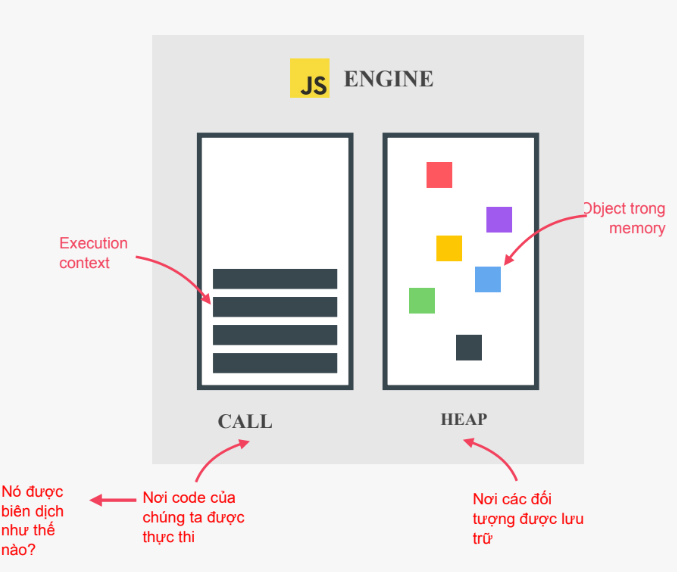 JS ENGINE
Object trong
memory
Execution
context
CALL
HEAP
Nó được
biên dịch
như thế
nào?
Nơi code của
chúng ta được
thực thi
Nơi các đối
tượng được lưu
trữ